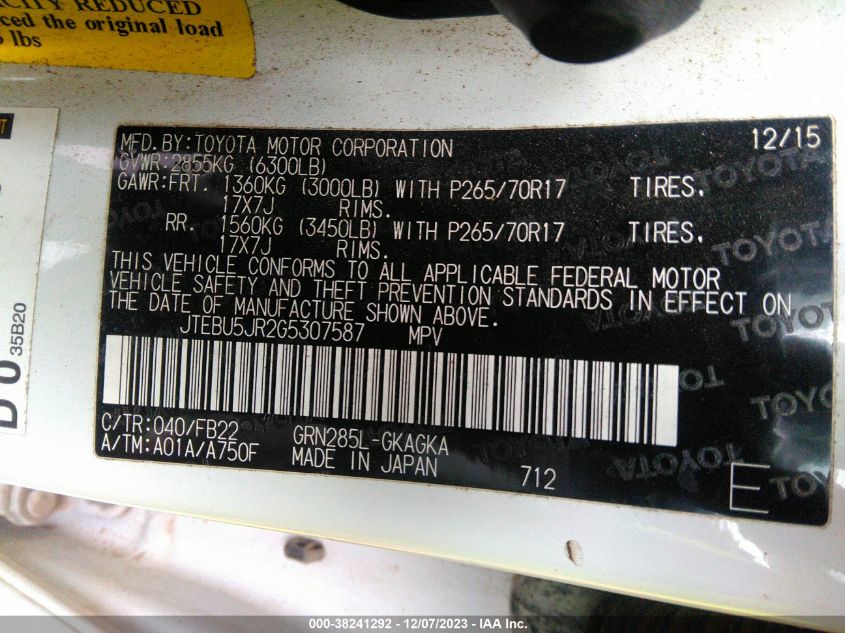 CITY REDUCED
ced the original load
lbs
35B20
MFD.BY:TOYOTA MOTOR CORPORATION 12/15
GVWR:2855KG (6300LB)
GAWR:FRT. 1360KG (3000LB) WITH P265/70R17 TIRES.
17X7J RIMS.
RR. 1560KG (3450LB) WITH P265/70R17 TIRES.
17X7J RIMS.
THIS VEHICLE CONFORMS TO ALL APPLICABLE FEDERAL MOTOR
VEHICLE SAFETY AND THEFT PREVENTION STANDARDS IN EFFECT ON
THE DATE OF MANUFACTURE SHOWN ABOVE.
JTEBU5JR2G5307587 MPV
C/TR:040/FB22 GRN285L-GKAGKA
A/TM:A01A/A750F MADE IN JAPAN 712 E
TOYOTA
000-38241292 - 12/07/2023 - IAA Inc.